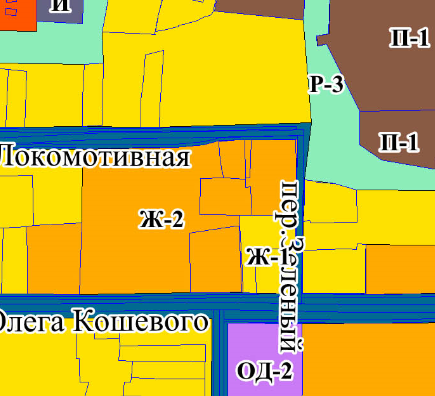 И
П-1
Р-3
П-1
Локомотивная
Ж-2
пер.Зеленый
Ж-1
Олега Кошевого
ОД-2